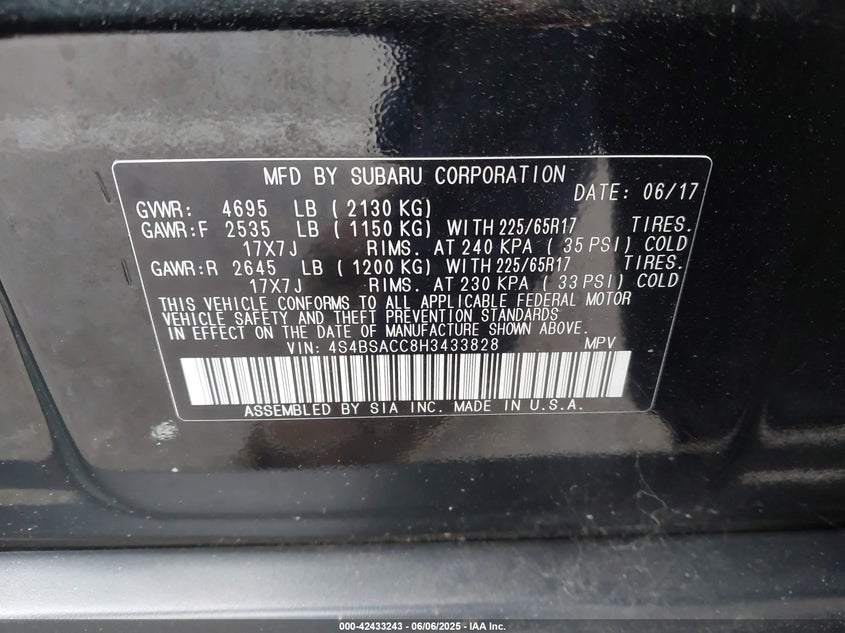 MFD BY SUBARU CORPORATION DATE: 06/17
GVWR: 4695 LB ( 2130 KG)
GAWR:F 2535 LB ( 1150 KG) WITH 225/65R17 TIRES.
17X7J RIMS. AT 240 KPA ( 35 PSI) COLD
GAWR:R 2645 LB ( 1200 KG) WITH 225/65R17 TIRES.
17X7J RIMS. AT 230 KPA ( 33 PSI) COLD
THIS VEHICLE CONFORMS TO ALL APPLICABLE FEDERAL MOTOR
VEHICLE SAFETY AND THEFT PREVENTION STANDARDS
IN EFFECT ON THE DATE OF MANUFACTURE SHOWN ABOVE.
VIN: 4S4BSACC8H3433828 MPV
ASSEMBLED BY SIA INC. MADE IN U.S.A.
000-42433243 - 06/06/2025 - IAA Inc.